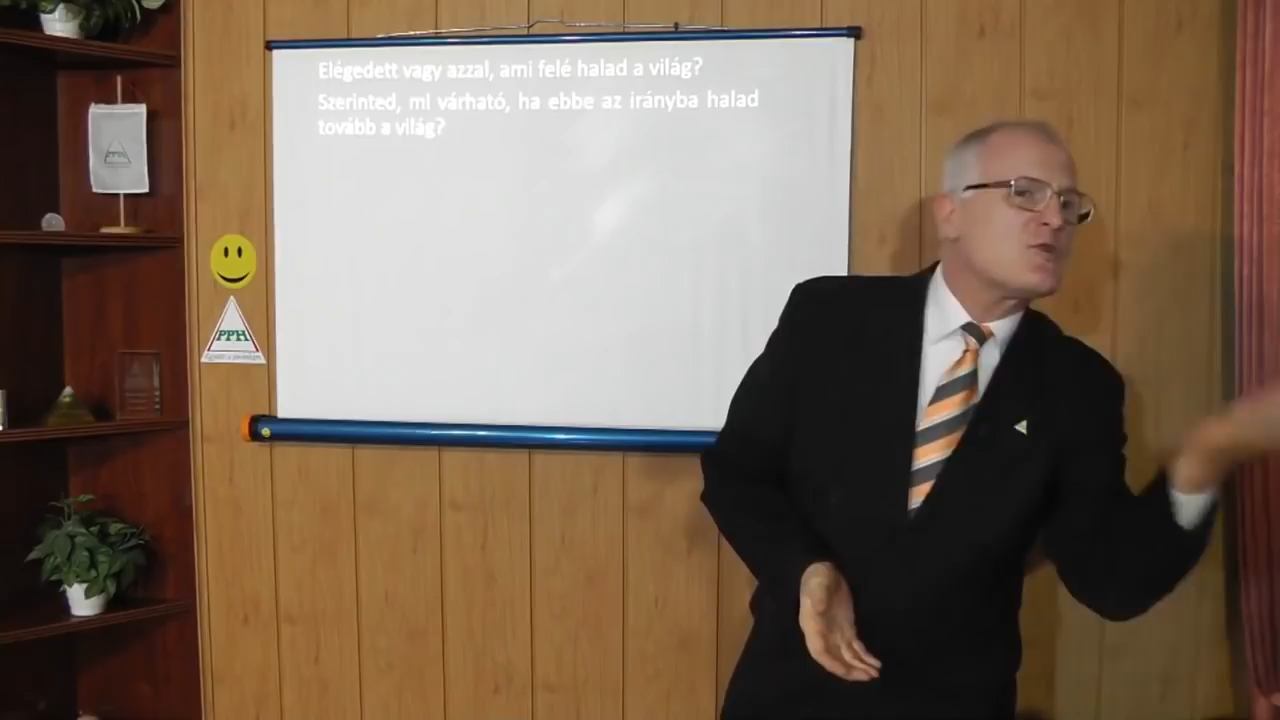 Elégedett vagy azzal, ami felé halad a világ?
Szerinted, mi várható, ha ebbe az irányba halad
tovább a világ?
PPH